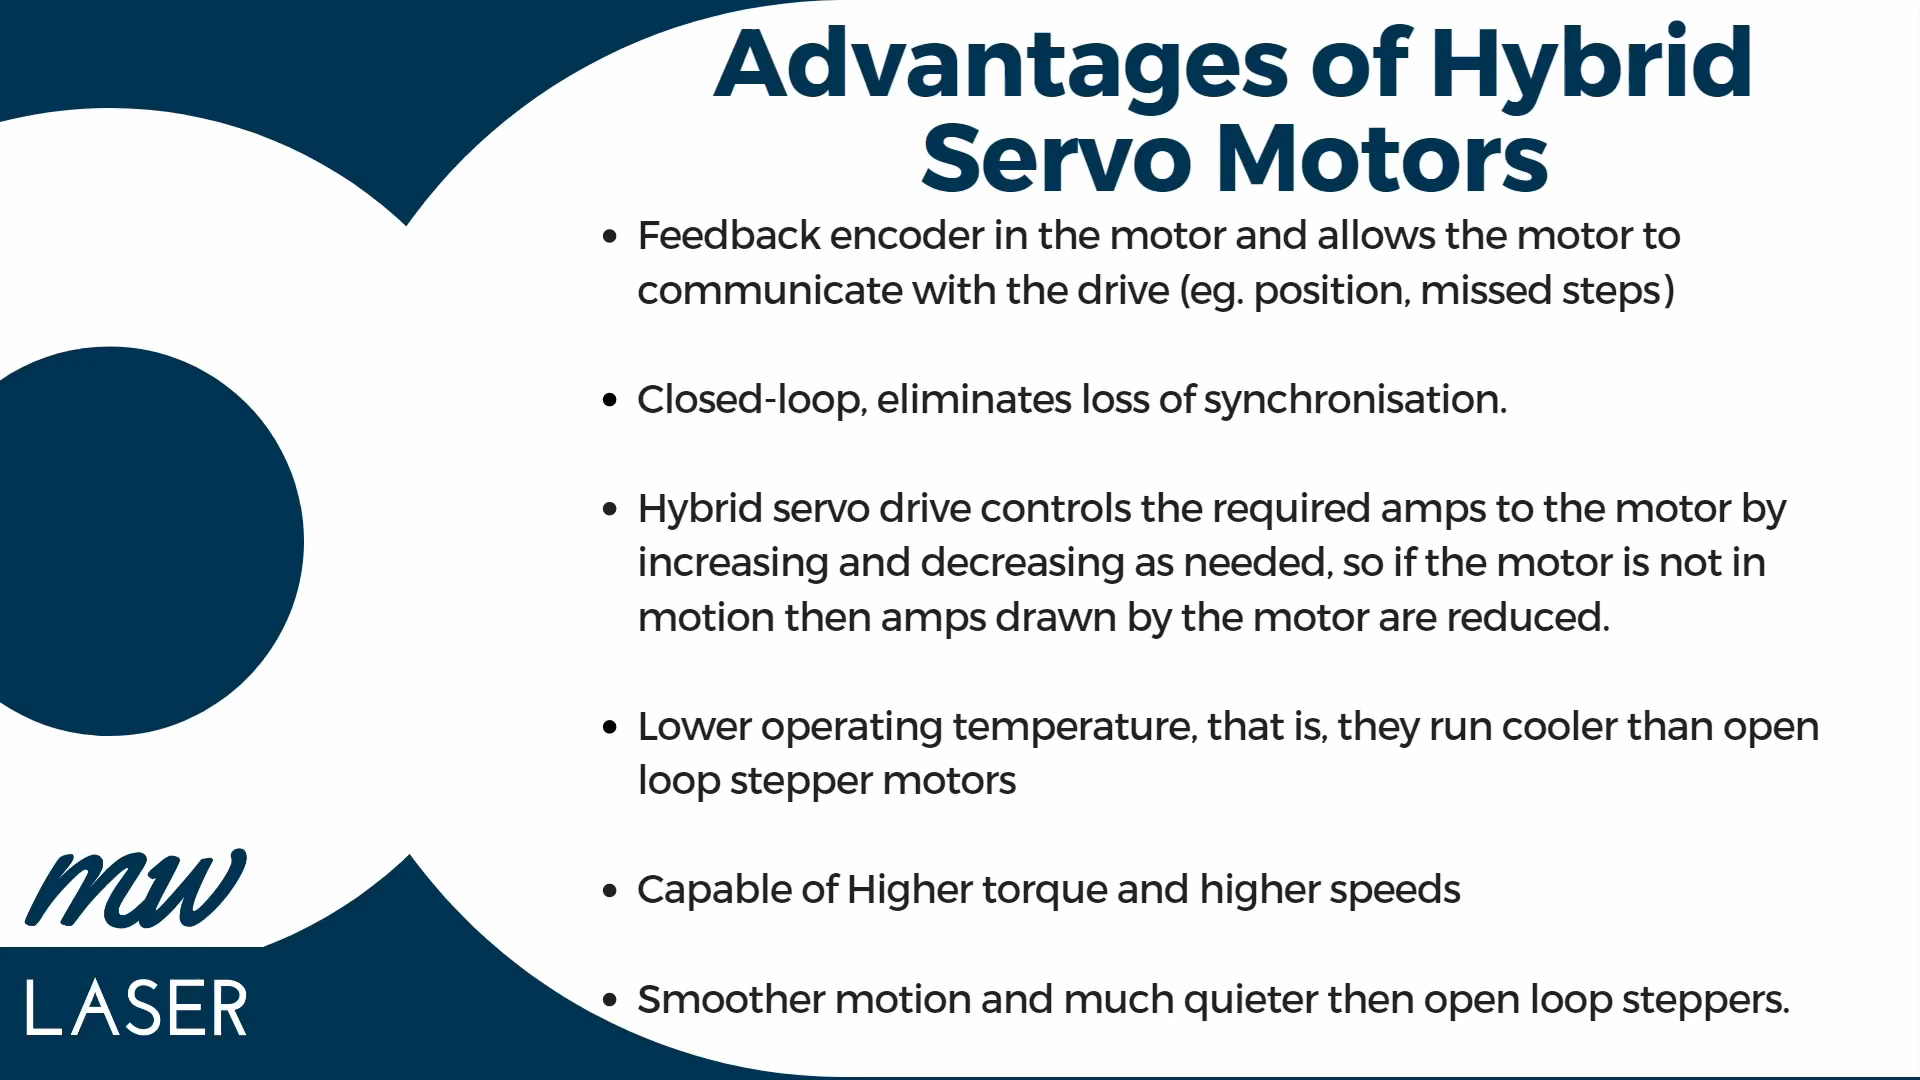 Advantages of Hybrid
Servo Motors
• Feedback encoder in the motor and allows the motor to
communicate with the drive (eg. position, missed steps)
• Closed-loop, eliminates loss of synchronisation.
• Hybrid servo drive controls the required amps to the motor by
increasing and decreasing as needed, so if the motor is not in
motion then amps drawn by the motor are reduced.
• Lower operating temperature, that is, they run cooler than open
loop stepper motors
• Capable of Higher torque and higher speeds
• Smoother motion and much quieter then open loop steppers.
mw
LASER